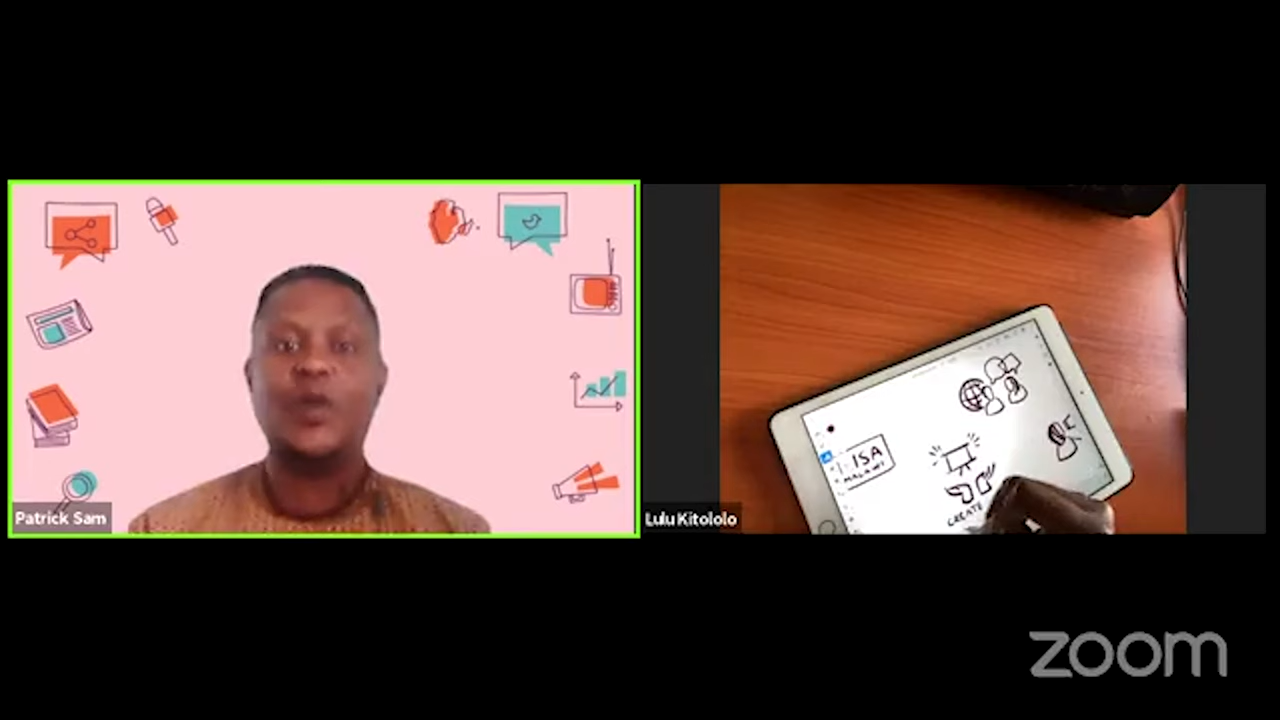 Patrick Sam
Lulu Kitololo
ISA
MALAWI
CREATE
zoom